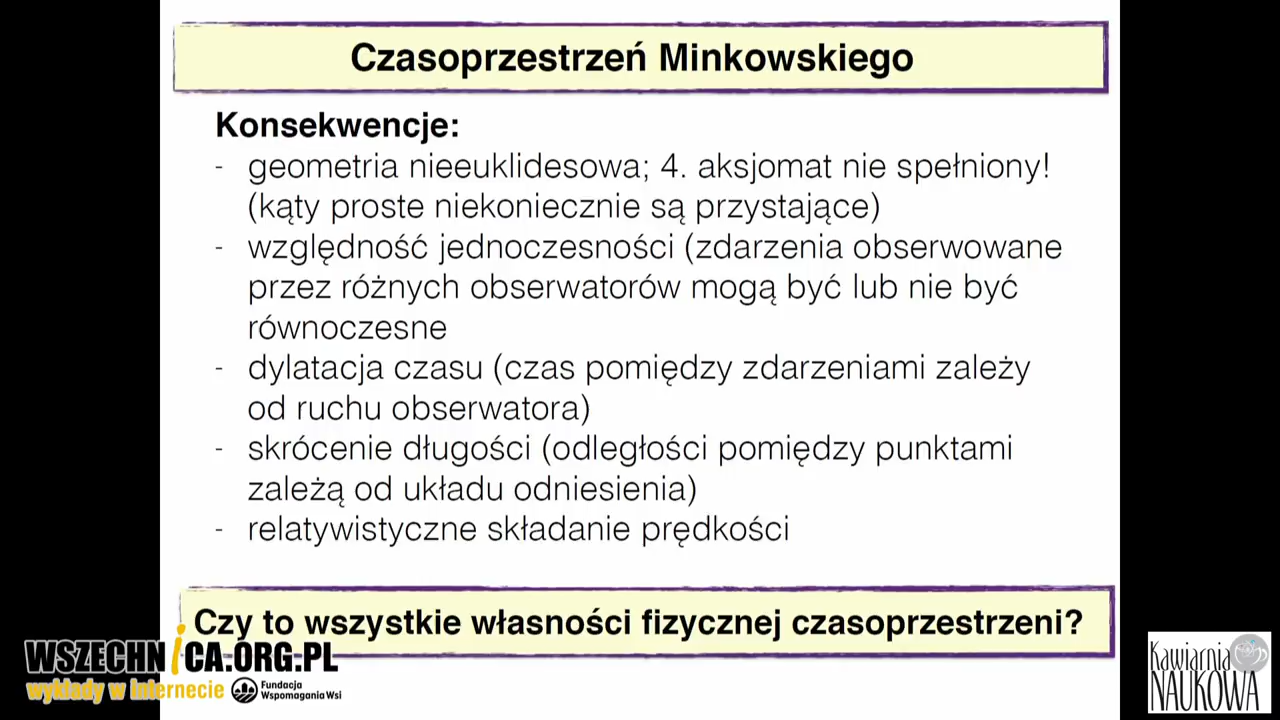 Czasoprzestrzeń Minkowskiego
Konsekwencje:
- geometria nieeuklidesowa; 4. aksjomat nie spełniony!
(kąty proste niekoniecznie są przystające)
- względność jednoczesności (zdarzenia obserwowane
przez różnych obserwatorów mogą być lub nie być
równoczesne
- dylatacja czasu (czas pomiędzy zdarzeniami zależy
od ruchu obserwatora)
- skrócenie długości (odległości pomiędzy punktami
zależą od układu odniesienia)
- relatywistyczne składanie prędkości
Czy to wszystkie własności fizycznej czasoprzestrzeni?
WSZECHNiCA.ORG.PL
wykłady w internecie
Fundacja
Wspomagania Wsi
Kawiarnia
NAUKOWA